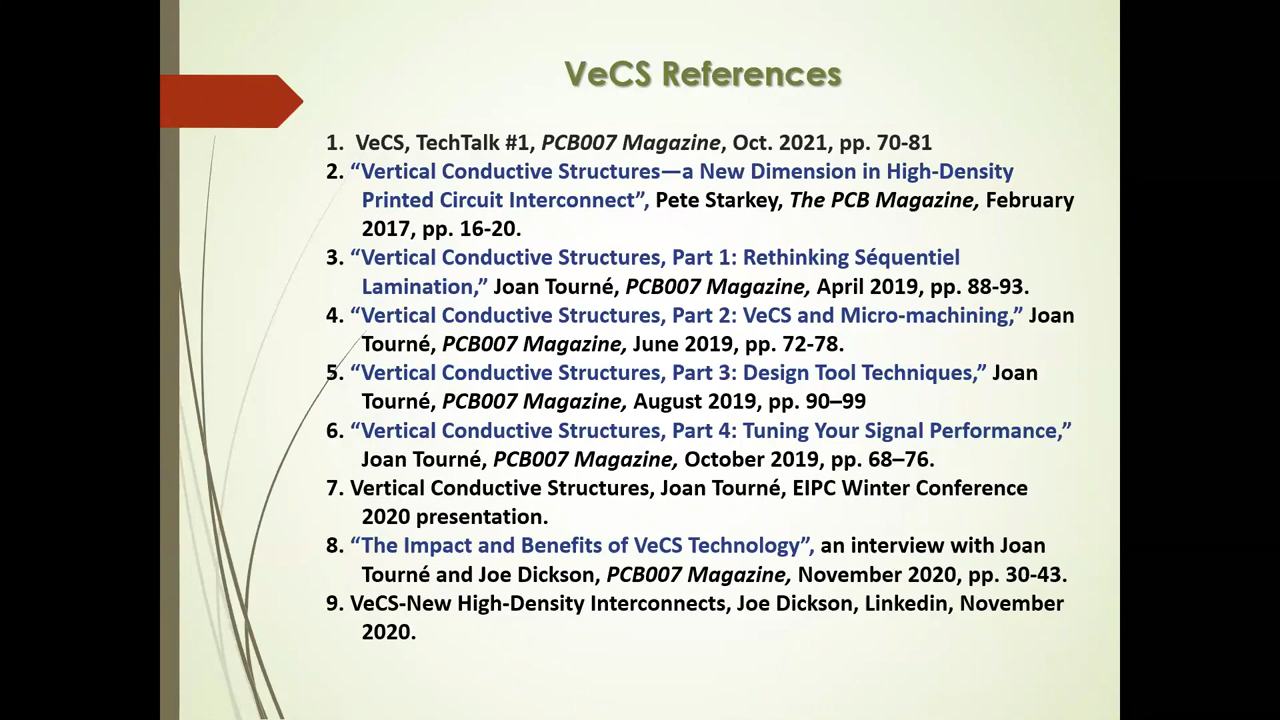 VeCS References
1. VeCS, TechTalk #1, PCB007 Magazine, Oct. 2021, pp. 70-81
2. “Vertical Conductive Structures—a New Dimension in High-Density
Printed Circuit Interconnect”, Pete Starkey, The PCB Magazine, February
2017, pp. 16-20.
3. “Vertical Conductive Structures, Part 1: Rethinking Séquentiel
Lamination,” Joan Tourné, PCB007 Magazine, April 2019, pp. 88-93.
4. “Vertical Conductive Structures, Part 2: VeCS and Micro-machining,” Joan
Tourné, PCB007 Magazine, June 2019, pp. 72-78.
5. “Vertical Conductive Structures, Part 3: Design Tool Techniques,” Joan
Tourné, PCB007 Magazine, August 2019, pp. 90–99
6. “Vertical Conductive Structures, Part 4: Tuning Your Signal Performance,”
Joan Tourné, PCB007 Magazine, October 2019, pp. 68–76.
7. Vertical Conductive Structures, Joan Tourné, EIPC Winter Conference
2020 presentation.
8. “The Impact and Benefits of VeCS Technology”, an interview with Joan
Tourné and Joe Dickson, PCB007 Magazine, November 2020, pp. 30-43.
9. VeCS-New High-Density Interconnects, Joe Dickson, Linkedin, November
2020.